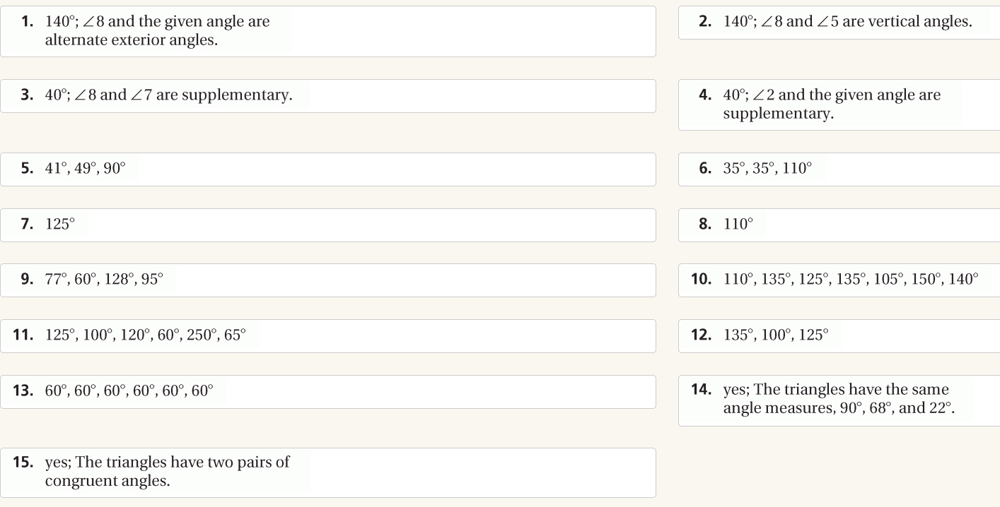 1. 140°; ∠8 and the given angle are
alternate exterior angles.
2. 140°; ∠8 and ∠5 are vertical angles.
3. 40°; ∠8 and ∠7 are supplementary.
4. 40°; ∠2 and the given angle are
supplementary.
5. 41°, 49°, 90°
6. 35°, 35°, 110°
7. 125°
8. 110°
9. 77°, 60°, 128°, 95°
10. 110°, 135°, 125°, 135°, 105°, 150°, 140°
11. 125°, 100°, 120°, 60°, 250°, 65°
12. 135°, 100°, 125°
13. 60°, 60°, 60°, 60°, 60°, 60°
14. yes; The triangles have the same
angle measures, 90°, 68°, and 22°.
15. yes; The triangles have two pairs of
congruent angles.